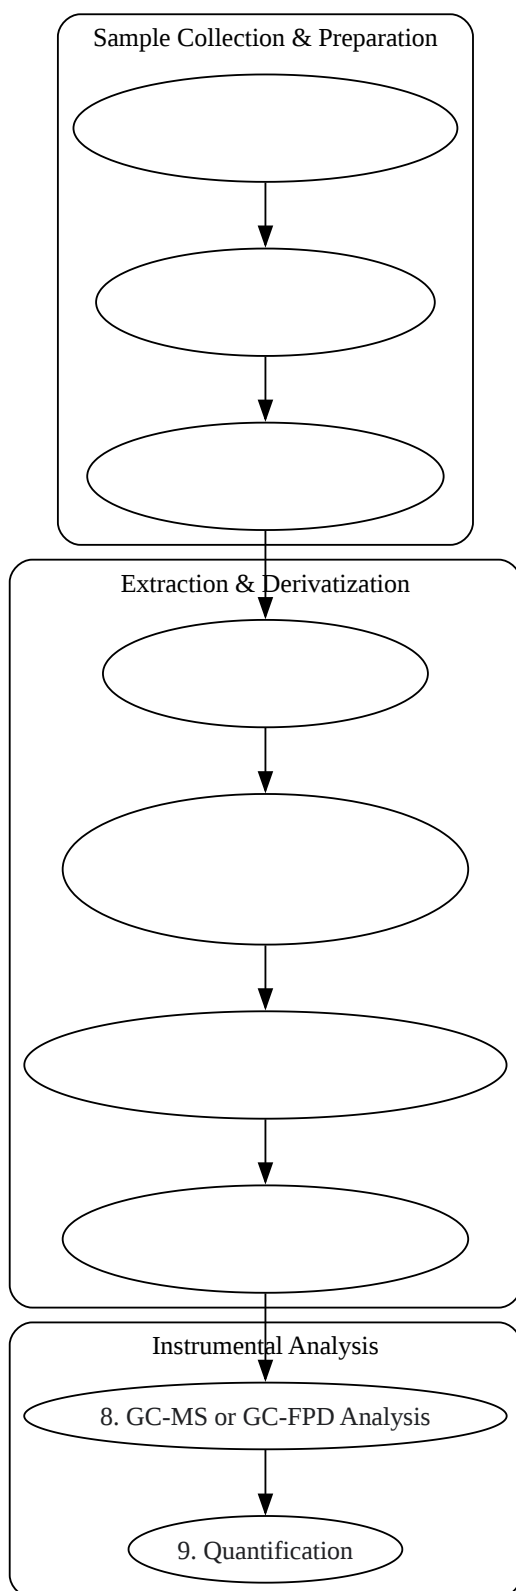 Sample Collection & Preparation
Extraction & Derivatization
Instrumental Analysis
8. GC-MS or GC-FPD Analysis
9. Quantification